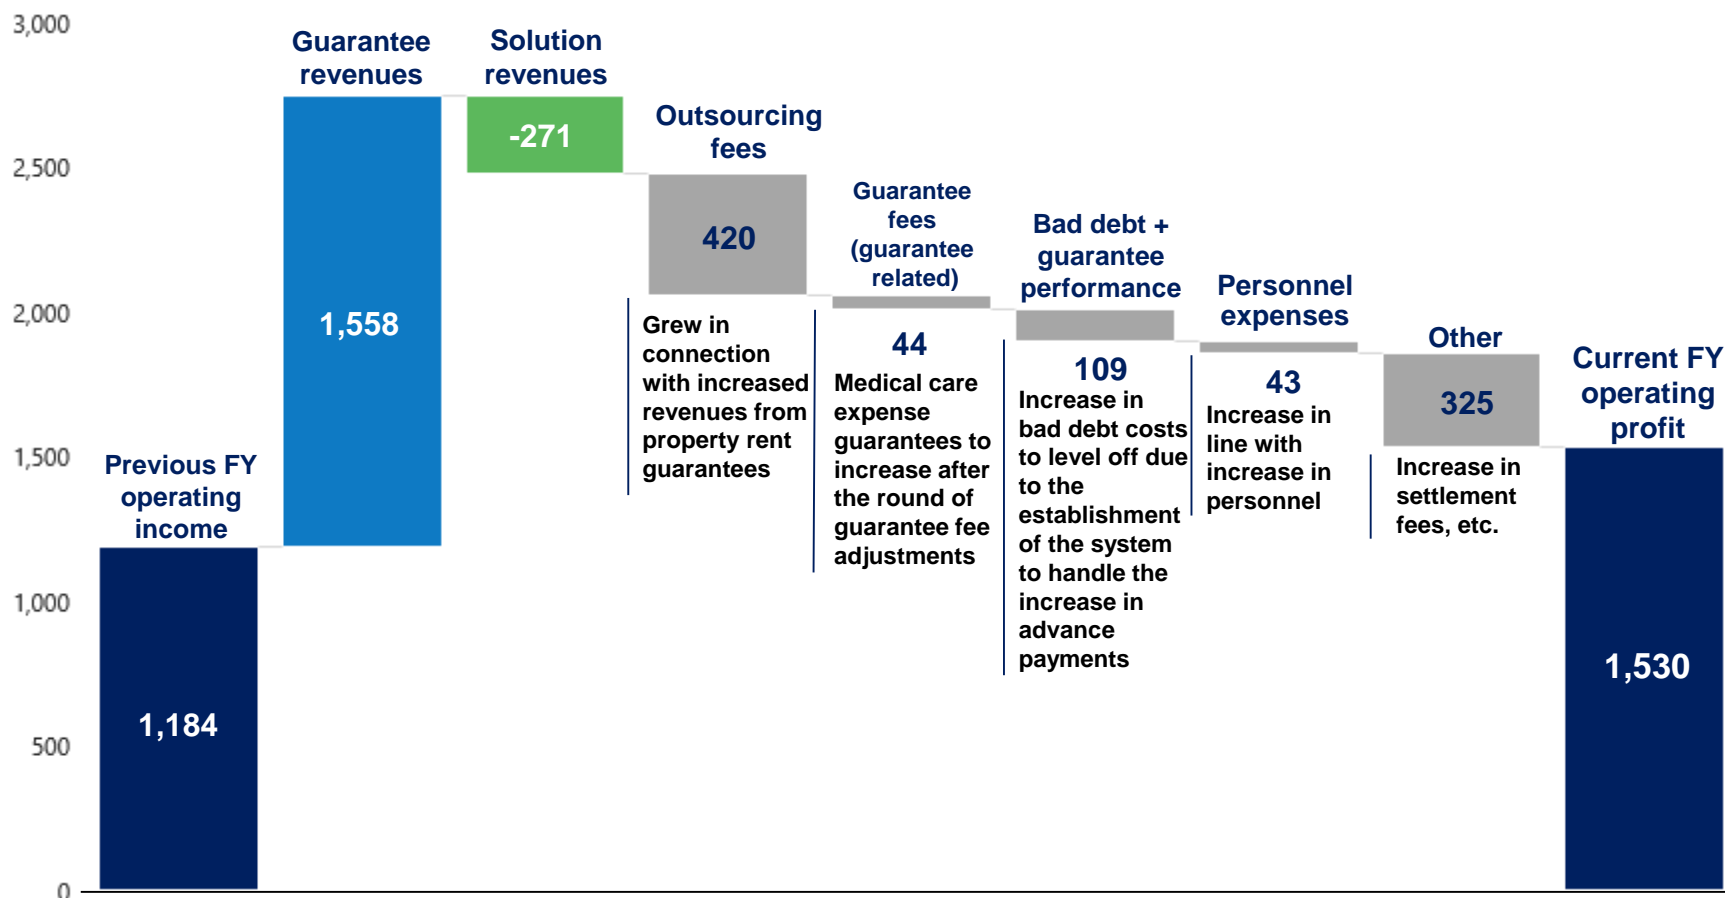 3,000
2,500
2,000
1,500
1,000
500
0
Previous FY
operating
income
1,184
Guarantee
revenues
1,558
Solution
revenues
-271
Outsourcing
fees
420
Grew in
connection
with increased
revenues from
property rent
guarantees
Guarantee
fees
(guarantee
related)
44
Medical care
expense
guarantees to
increase after
the round of
guarantee fee
adjustments
Bad debt +
guarantee
performance
109
Increase in
bad debt costs
to level off due
to the
establishment
of the system
to handle the
increase in
advance
payments
Personnel
expenses
43
Increase in
line with
increase in
personnel
Other
325
Increase in
settlement
fees, etc.
Current FY
operating
profit
1,530